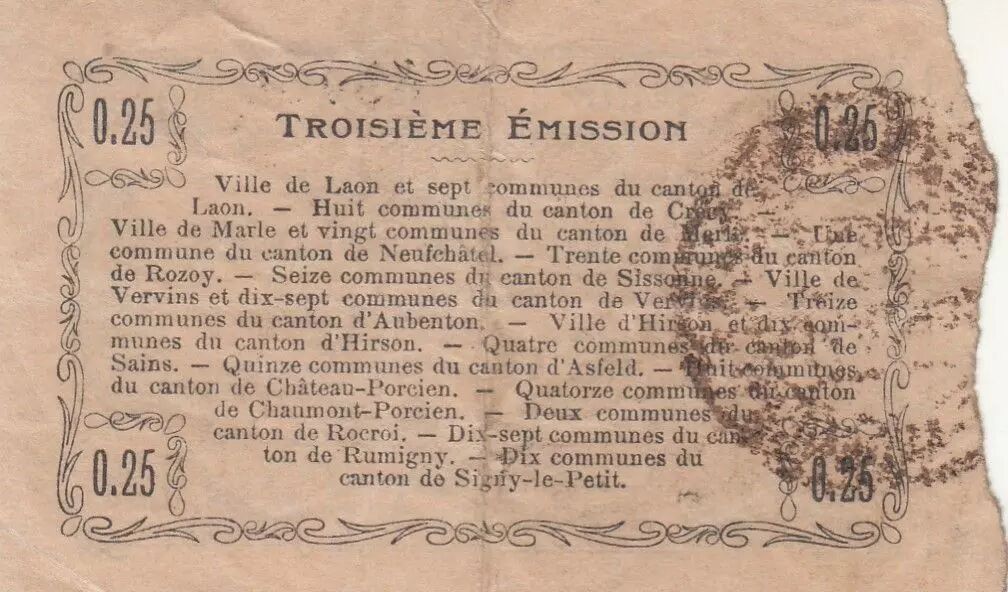 0.25 0.25
TROISIÈME ÉMISSION
Ville de Laon et sept communes du canton de
Laon. — Huit communes du canton de Crécy. —
Ville de Marle et vingt communes du canton de Marle. — Une
commune du canton de Neufchâtel. — Trente communes du canton
de Rozoy. — Seize communes du canton de Sissonne. — Ville de
Vervins et dix-sept communes du canton de Vervins. — Treize
communes du canton d'Aubenton. — Ville d'Hirson et dix com-
munes du canton d'Hirson. — Quatre communes du canton de
Sains. — Quinze communes du canton d'Asfeld. — Huit communes
du canton de Château-Porcien. — Quatorze communes du canton
de Chaumont-Porcien. — Deux communes du
canton de Rocroi. — Dix-sept communes du can-
ton de Rumigny. — Dix communes du
canton de Signy-le-Petit.
0.25 0.25